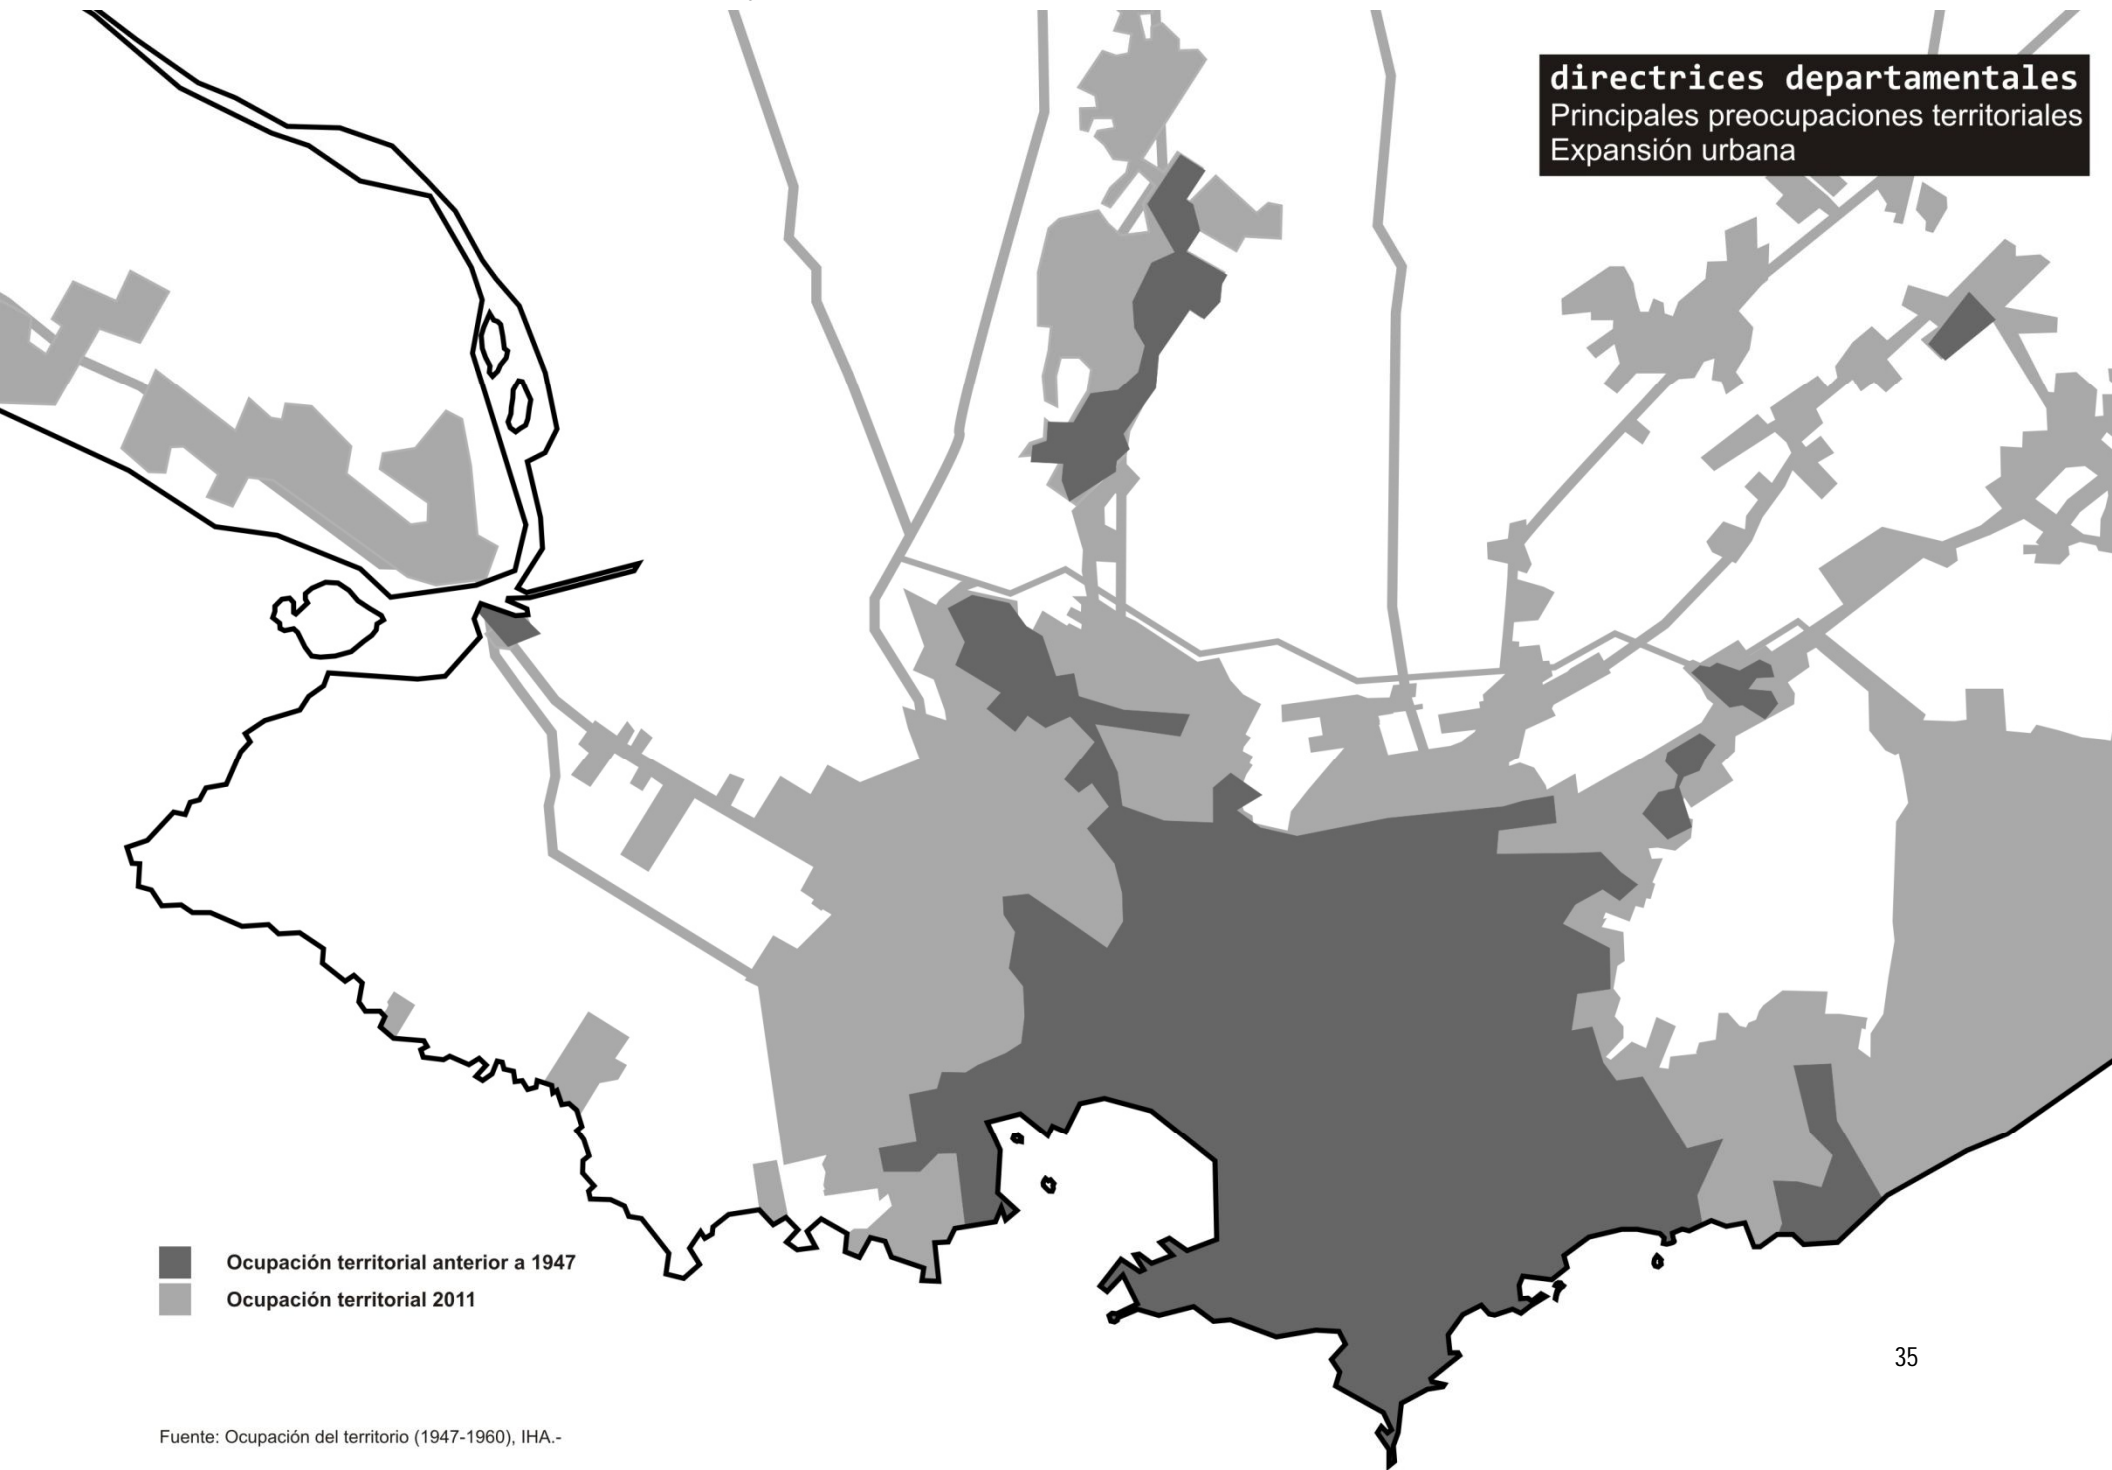 directrices departamentales
Principales preocupaciones territoriales
Expansión urbana
Ocupación territorial anterior a 1947
Ocupación territorial 2011
35
Fuente: Ocupación del territorio (1947-1960), IHA.-